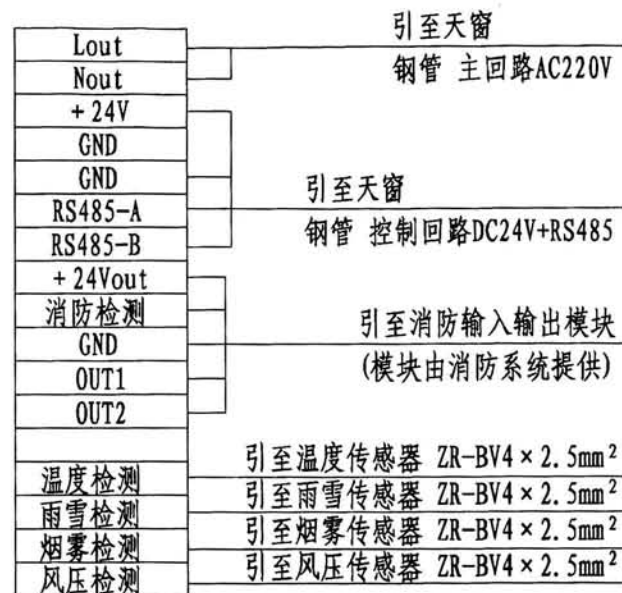 Lout
Nout
+24V
GND
GND
RS485-A
RS485-B
+24Vout
消防检测
GND
OUT1
OUT2
温度检测
雨雪检测
烟雾检测
风压检测
引至天窗
钢管 主回路AC220V
引至天窗
钢管 控制回路DC24V+RS485
引至消防输入输出模块
(模块由消防系统提供)
引至温度传感器 ZR-BV4×2.5mm²
引至雨雪传感器 ZR-BV4×2.5mm²
引至烟雾传感器 ZR-BV4×2.5mm²
引至风压传感器 ZR-BV4×2.5mm²